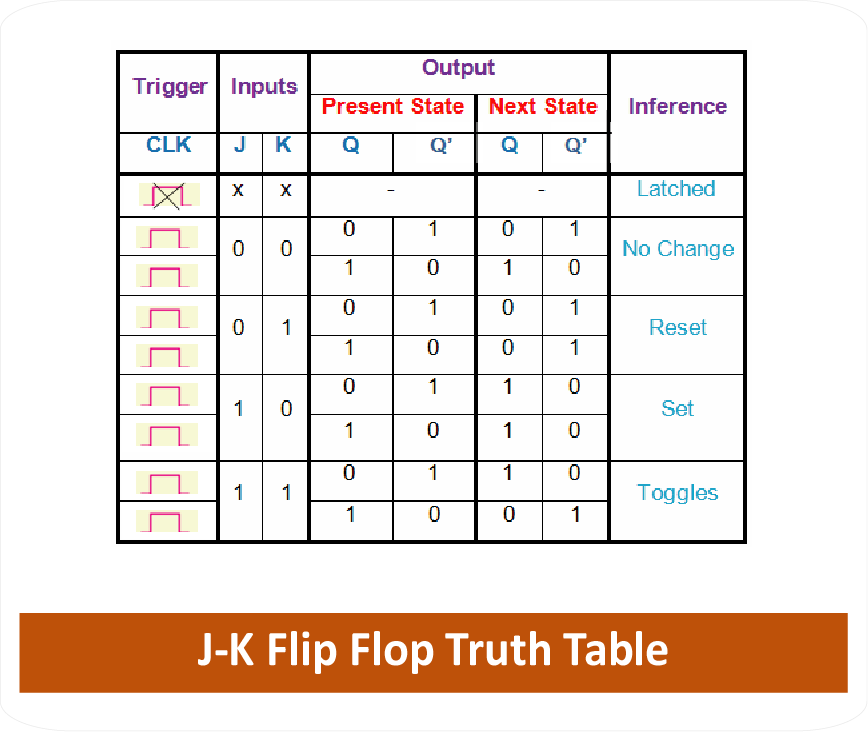 Trigger Inputs Output Inference
Present State Next State
CLK J K Q Q' Q Q'
x x - - Latched
0 0 0 1 0 1 No Change
1 0 1 0
0 1 0 1 0 1 Reset
1 0 0 1
1 0 0 1 1 0 Set
1 0 1 0
1 1 0 1 1 0 Toggles
1 0 0 1
J-K Flip Flop Truth Table